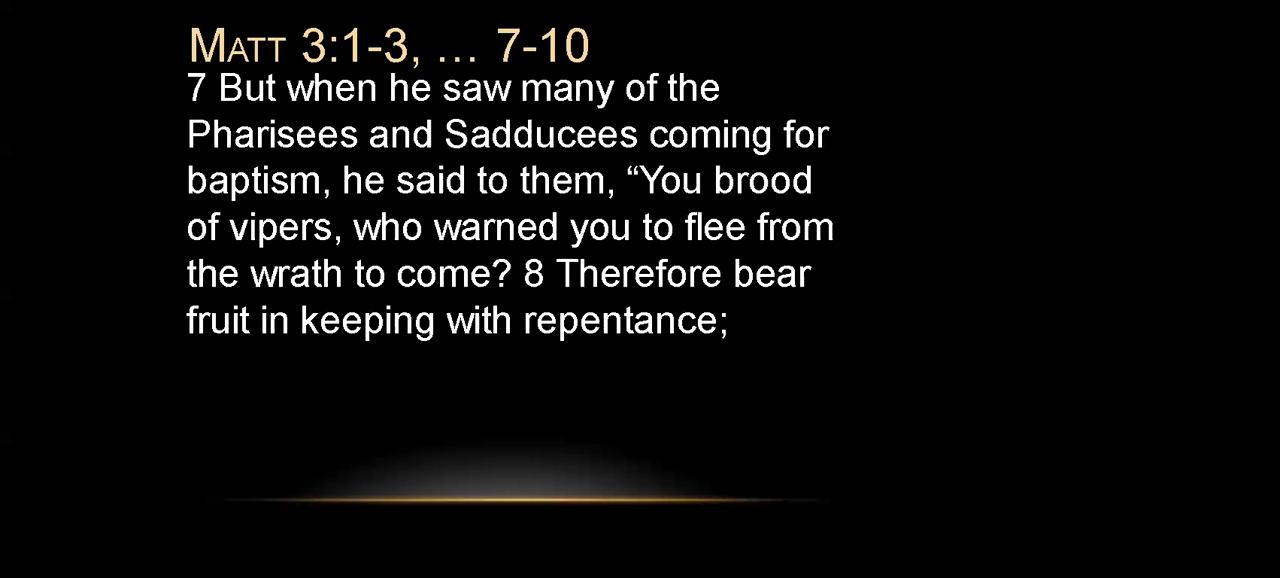 MATT 3:1-3, … 7-10
7 But when he saw many of the
Pharisees and Sadducees coming for
baptism, he said to them, “You brood
of vipers, who warned you to flee from
the wrath to come? 8 Therefore bear
fruit in keeping with repentance;